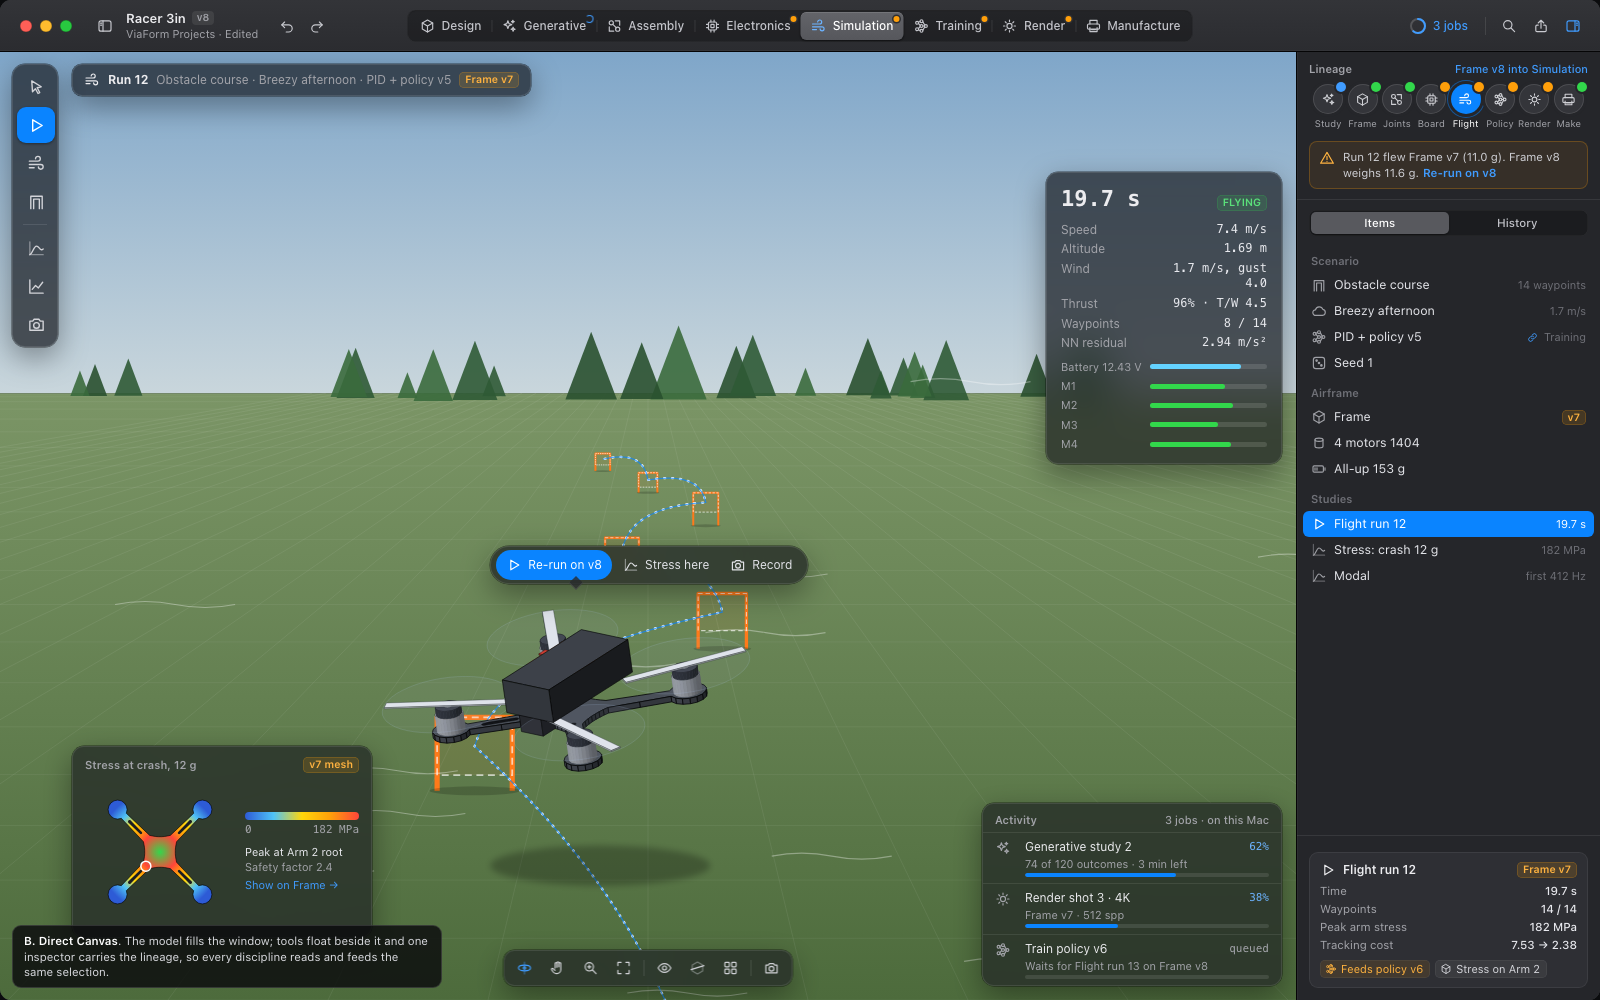 Racer 3in v8
ViaForm Projects · Edited
Design
Generative
Assembly
Electronics
Simulation
Training
Render
Manufacture
3 jobs
Run 12 Obstacle course · Breezy afternoon · PID + policy v5 Frame v7
19.7 s FLYING
Speed 7.4 m/s
Altitude 1.69 m
Wind 1.7 m/s, gust
4.0
Thrust 96% · T/W 4.5
Waypoints 8 / 14
NN residual 2.94 m/s²
Battery 12.43 V
M1
M2
M3
M4
Re-run on v8
Stress here
Record
Stress at crash, 12 g v7 mesh
0 182 MPa
Peak at Arm 2 root
Safety factor 2.4
Show on Frame →
B. Direct Canvas. The model fills the window; tools float beside it and one
inspector carries the lineage, so every discipline reads and feeds the
same selection.
Activity 3 jobs · on this Mac
Generative study 2 62%
74 of 120 outcomes · 3 min left
Render shot 3 · 4K 38%
Frame v7 · 512 spp
Train policy v6 queued
Waits for Flight run 13 on Frame v8
Lineage Frame v8 into Simulation
Study Frame Joints Board Flight Policy Render Make
Run 12 flew Frame v7 (11.0 g). Frame v8
weighs 11.6 g. Re-run on v8
Items History
Scenario
Obstacle course 14 waypoints
Breezy afternoon 1.7 m/s
PID + policy v5 Training
Seed 1
Airframe
Frame v7
4 motors 1404
All-up 153 g
Studies
Flight run 12 19.7 s
Stress: crash 12 g 182 MPa
Modal first 412 Hz
Flight run 12 Frame v7
Time 19.7 s
Waypoints 14 / 14
Peak arm stress 182 MPa
Tracking cost 7.53 → 2.38
Feeds policy v6 Stress on Arm 2